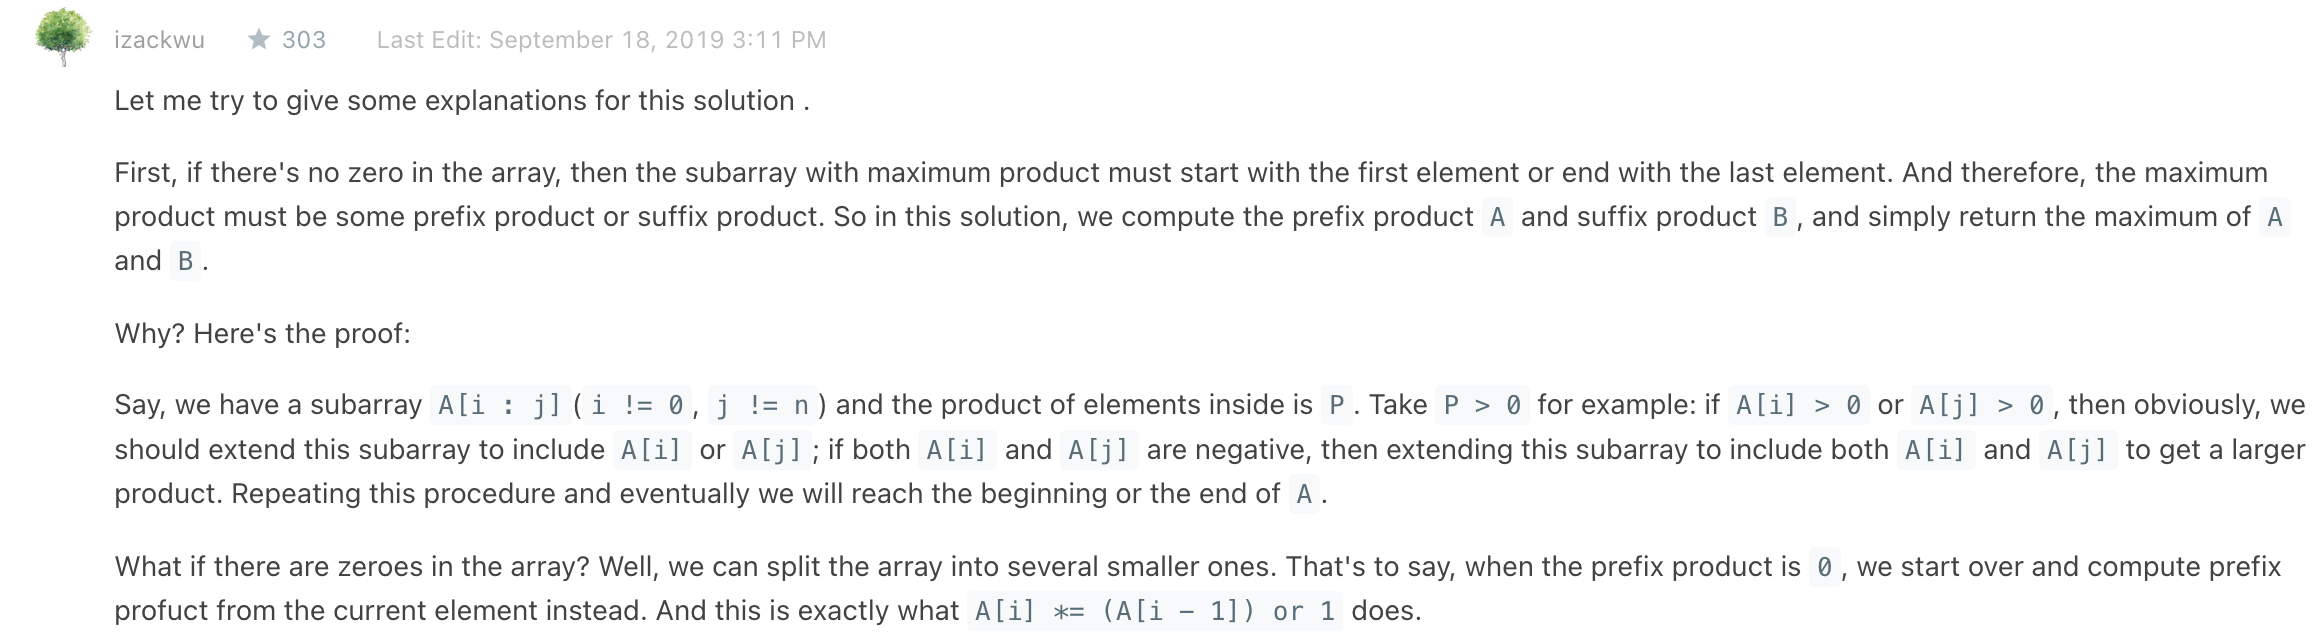 izackwu ★ 303 Last Edit: September 18, 2019 3:11 PM
Let me try to give some explanations for this solution .
First, if there's no zero in the array, then the subarray with maximum product must start with the first element or end with the last element. And therefore, the maximum
product must be some prefix product or suffix product. So in this solution, we compute the prefix product A and suffix product B, and simply return the maximum of A
and B.
Why? Here's the proof:
Say, we have a subarray A[i : j](i != 0, j != n) and the product of elements inside is P. Take P > 0 for example: if A[i] > 0 or A[j] > 0, then obviously, we
should extend this subarray to include A[i] or A[j]; if both A[i] and A[j] are negative, then extending this subarray to include both A[i] and A[j] to get a larger
product. Repeating this procedure and eventually we will reach the beginning or the end of A.
What if there are zeroes in the array? Well, we can split the array into several smaller ones. That's to say, when the prefix product is 0, we start over and compute prefix
profuct from the current element instead. And this is exactly what A[i] *= (A[i - 1]) or 1 does.